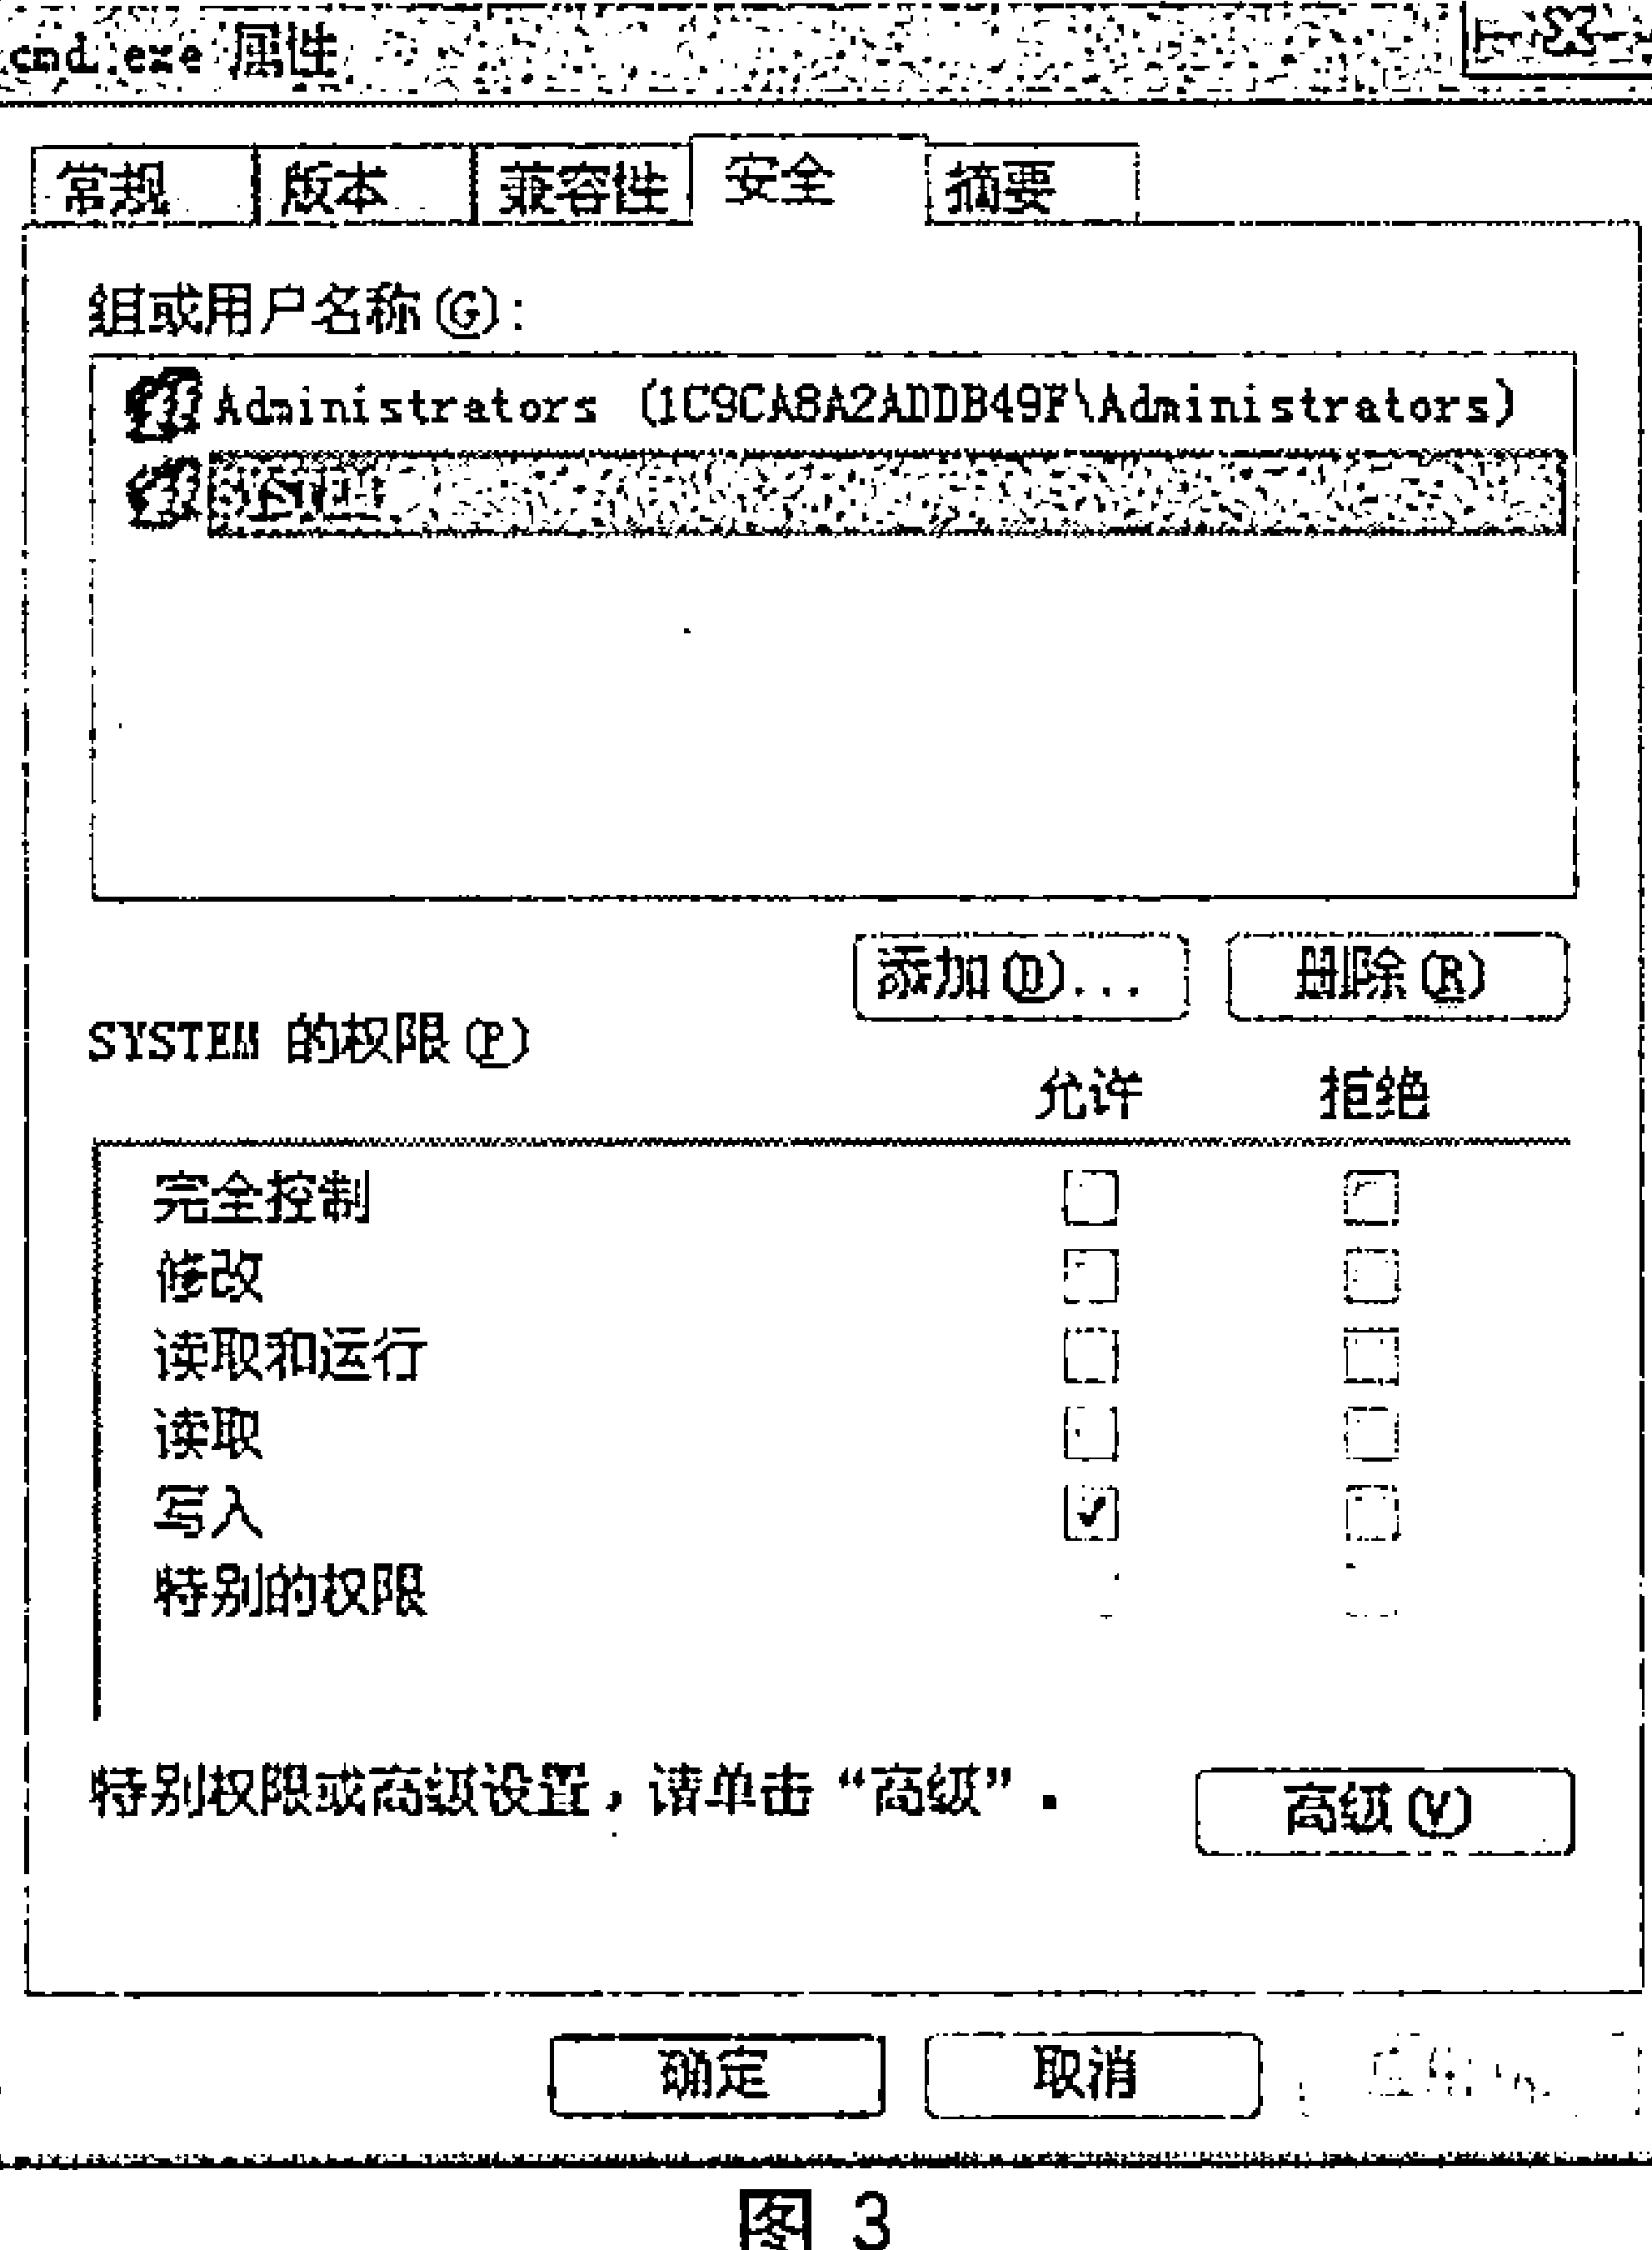 cmd.exe 属性
常规 版本 兼容性 安全 摘要
组或用户名称(G):
Administrators (1C9CA8A2ADDB49F\Administrators)
添加(D)... 删除(R)
SYSTEM 的权限(P)
允许 拒绝
完全控制
修改
读取和运行
读取
写入
特别的权限
特别权限或高级设置，请单击“高级”.
高级(V)
确定 取消
图 3